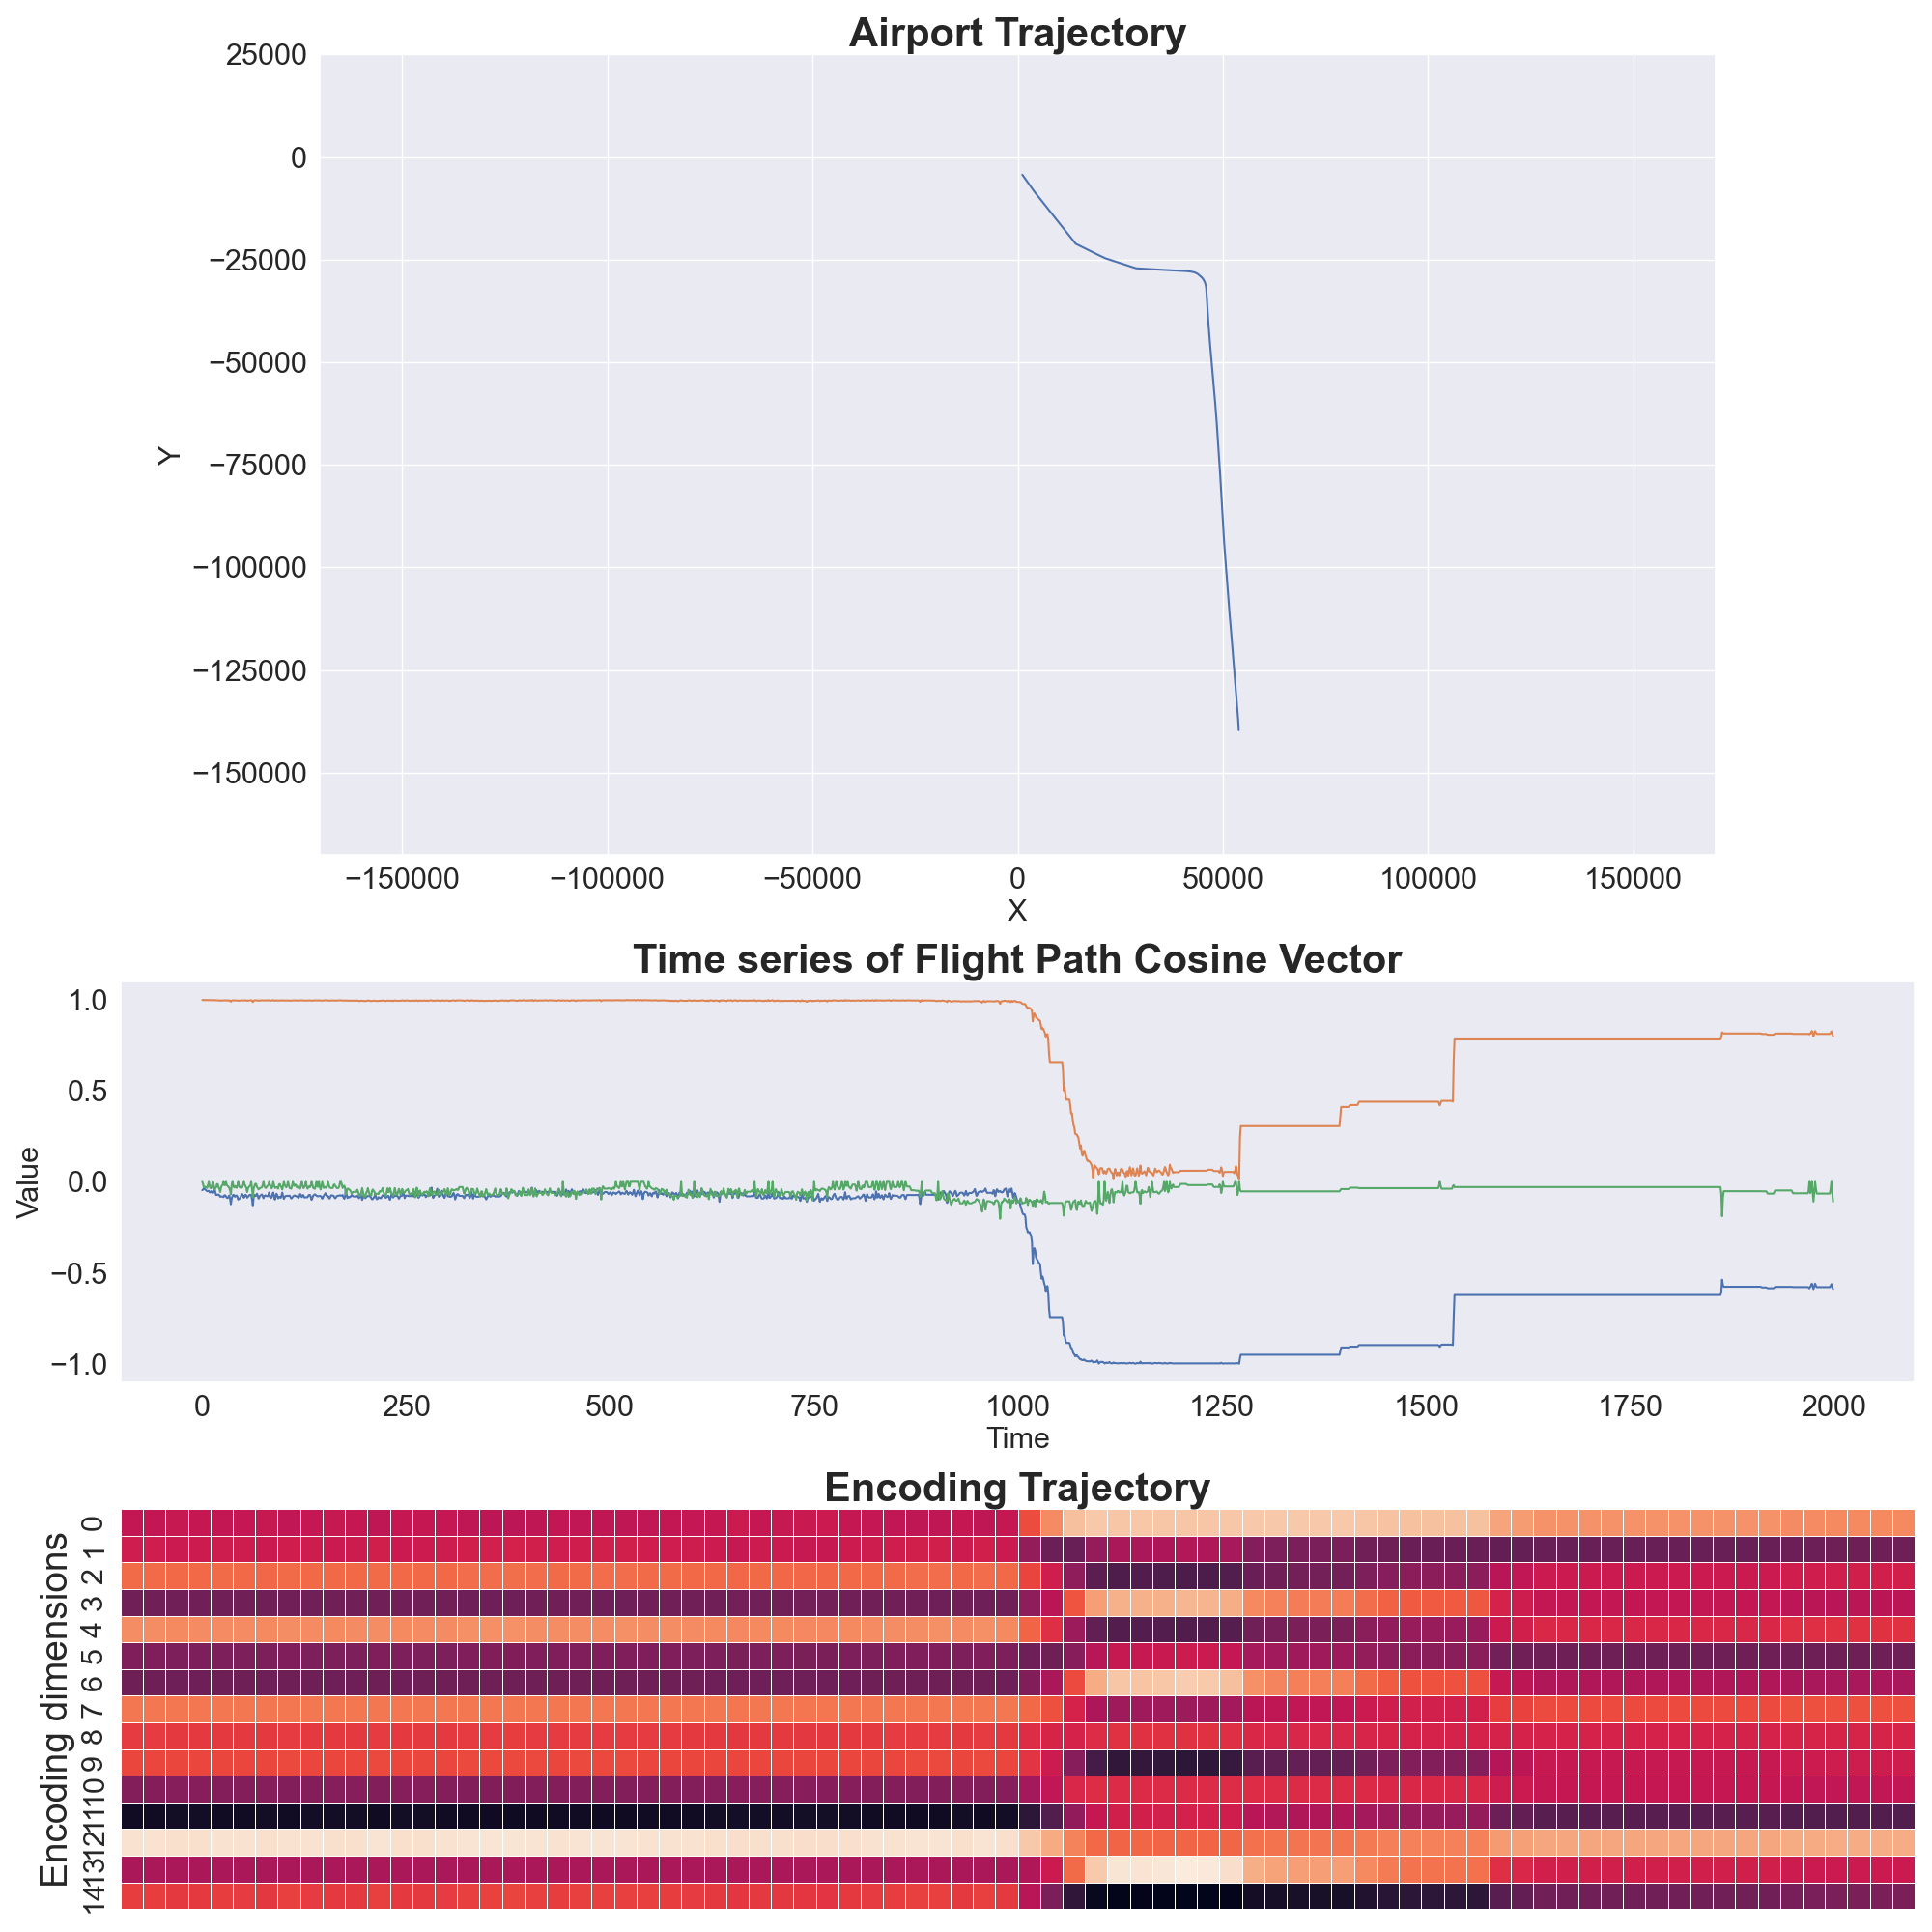 Airport Trajectory
25000
0
−25000
−50000
−75000
−100000
−125000
−150000
Y
−150000 −100000 −50000 0 50000 100000 150000
X
Time series of Flight Path Cosine Vector
1.0
0.5
0.0
−0.5
−1.0
Value
0 250 500 750 1000 1250 1500 1750 2000
Time
Encoding Trajectory
Encoding dimensions
0
1
2
3
4
5
6
7
8
9
10
11
12
13
14